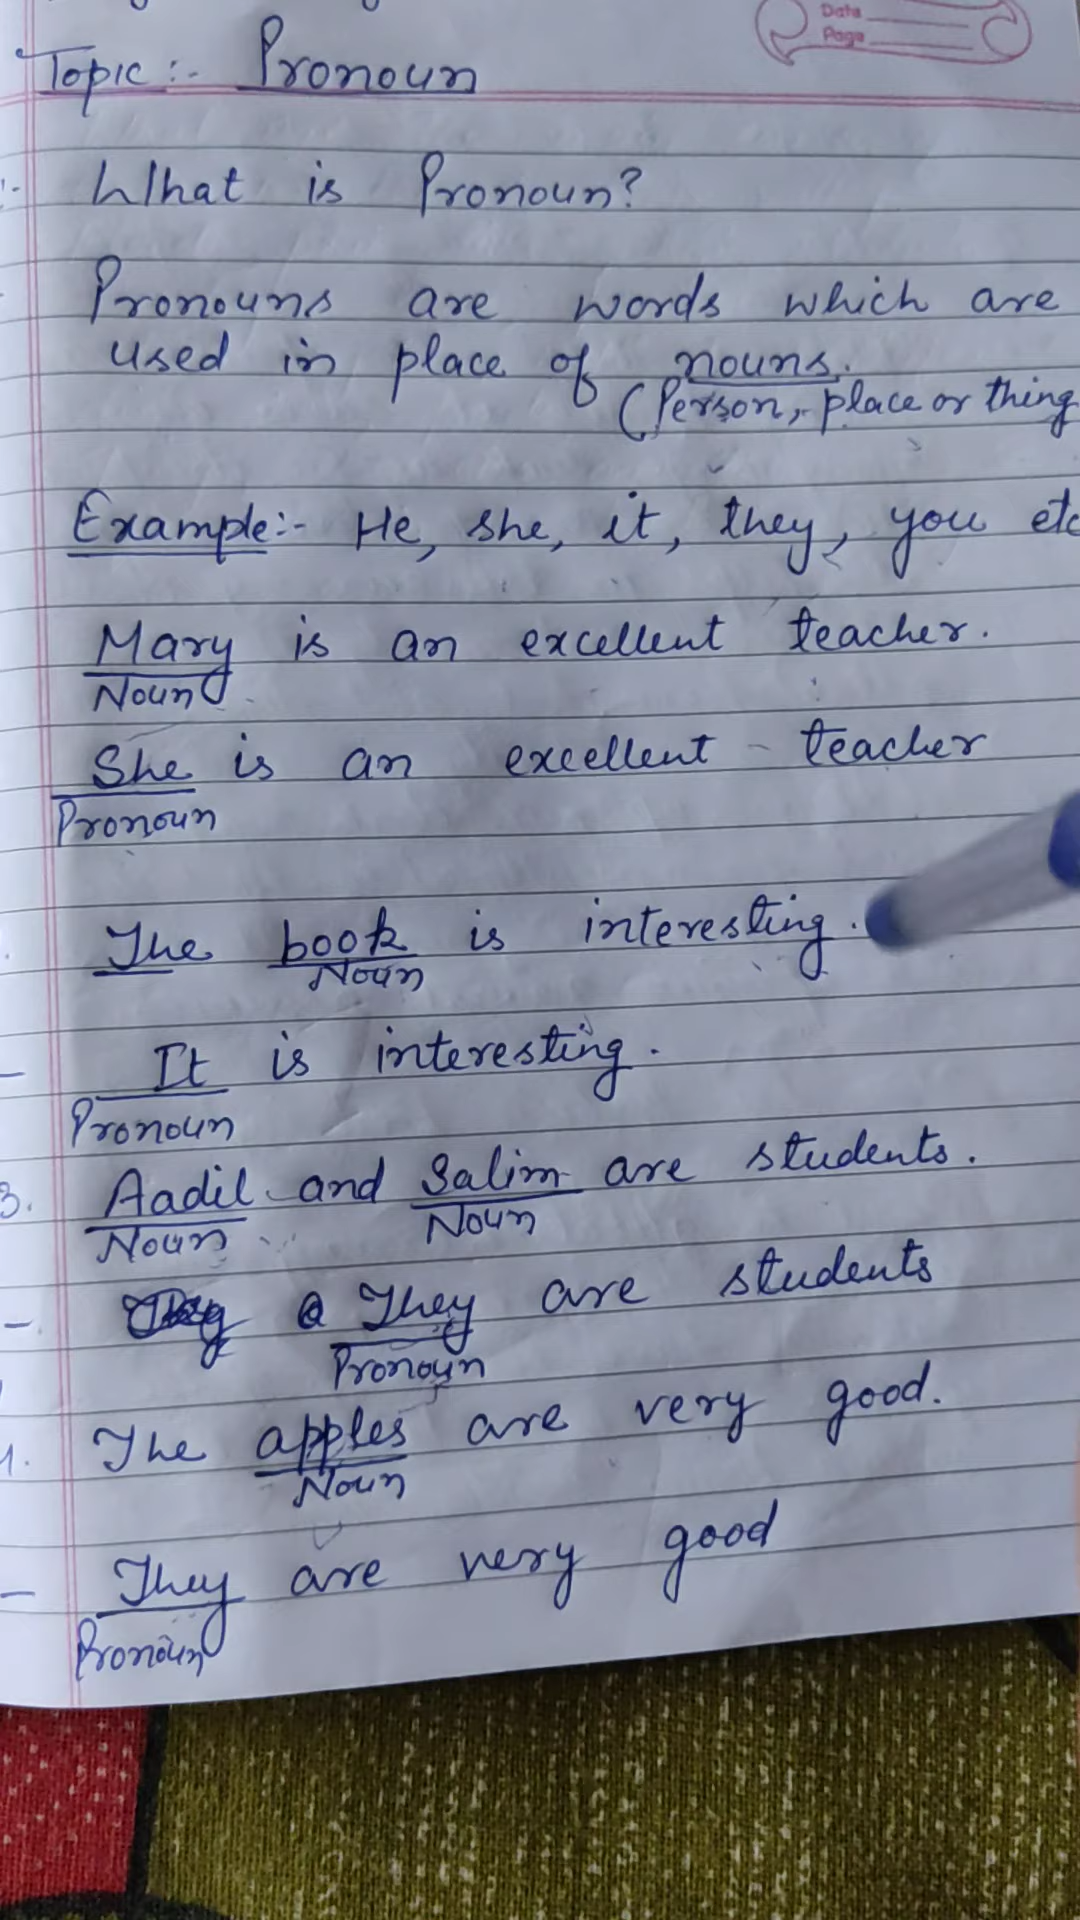 Date
Page
Topic:- Pronoun
What is Pronoun?
Pronouns are words which are
used in place of nouns.
(Person, place or thing
Example:- He, she, it, they, you etc
Mary is an excellent teacher.
Noun
She is an excellent teacher
Pronoun
The book is interesting.
Noun
It is interesting.
Pronoun
3. Aadil and Salim are students.
Noun Noun
They are students
Pronoun
The apples are very good.
Noun
They are very good
Pronoun